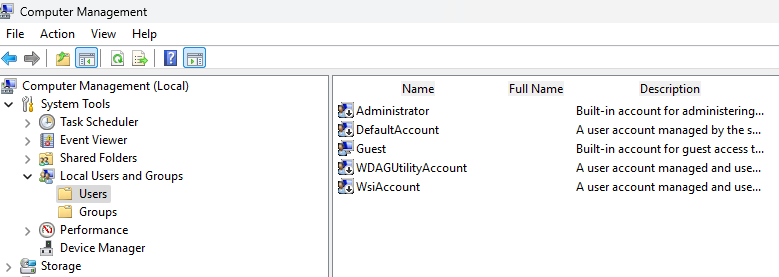 Computer Management
File Action View Help
Computer Management (Local)
System Tools
Task Scheduler
Event Viewer
Shared Folders
Local Users and Groups
Users
Groups
Performance
Device Manager
Storage
Name Full Name Description
Administrator Built-in account for administering...
DefaultAccount A user account managed by the s...
Guest Built-in account for guest access t...
WDAGUtilityAccount A user account managed and use...
WsiAccount A user account managed and use...